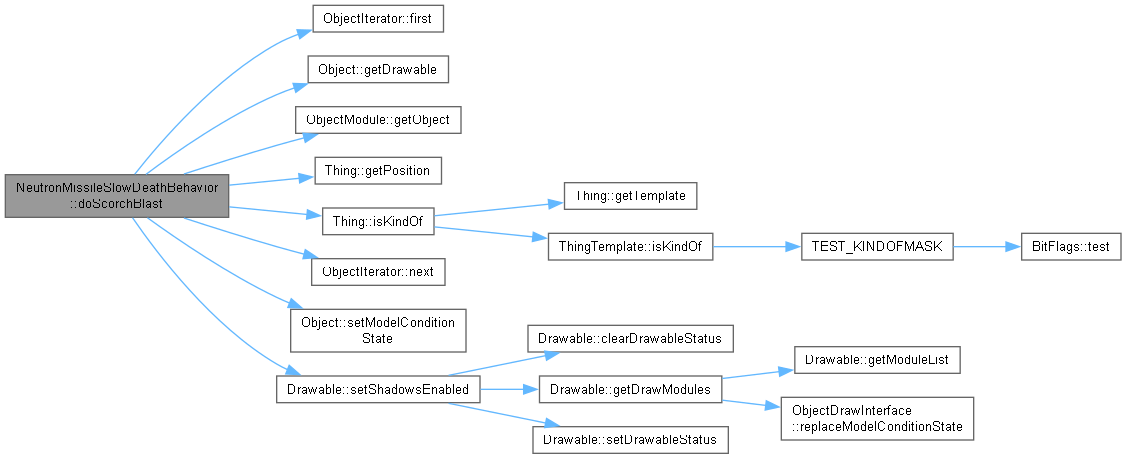 ObjectIterator::first
Object::getDrawable
ObjectModule::getObject
Thing::getPosition
NeutronMissileSlowDeathBehavior
::doScorchBlast
Thing::getTemplate
Thing::isKindOf
ThingTemplate::isKindOf
TEST_KINDOFMASK
BitFlags::test
ObjectIterator::next
Object::setModelCondition
State
Drawable::clearDrawableStatus
Drawable::getModuleList
Drawable::setShadowsEnabled
Drawable::getDrawModules
ObjectDrawInterface
::replaceModelConditionState
Drawable::setDrawableStatus